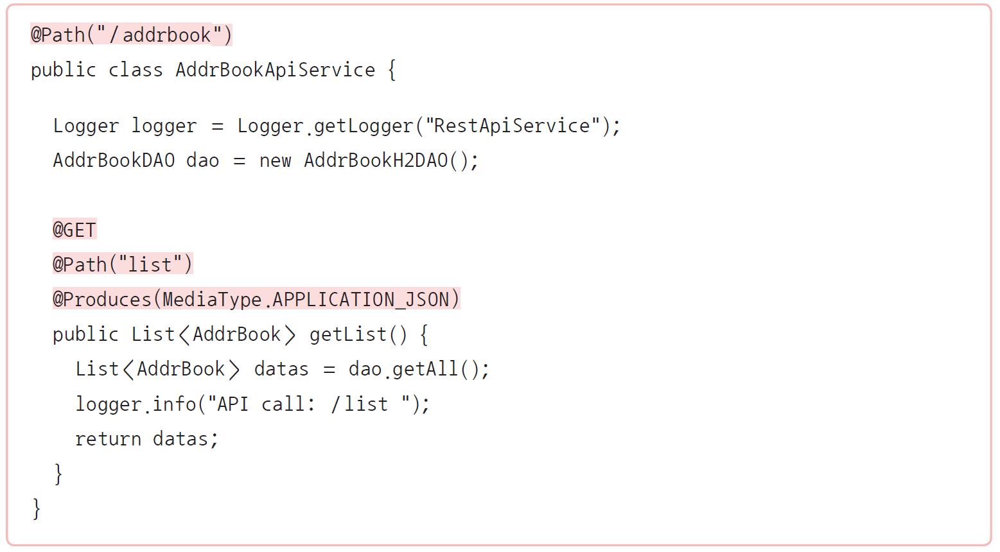 @Path("/addrbook")
public class AddrBookApiService {
Logger logger = Logger.getLogger("RestApiService");
AddrBookDAO dao = new AddrBookH2DAO();
@GET
@Path("list")
@Produces(MediaType.APPLICATION_JSON)
public List<AddrBook> getList() {
List<AddrBook> datas = dao.getAll();
logger.info("API call: /list ");
return datas;
}
}